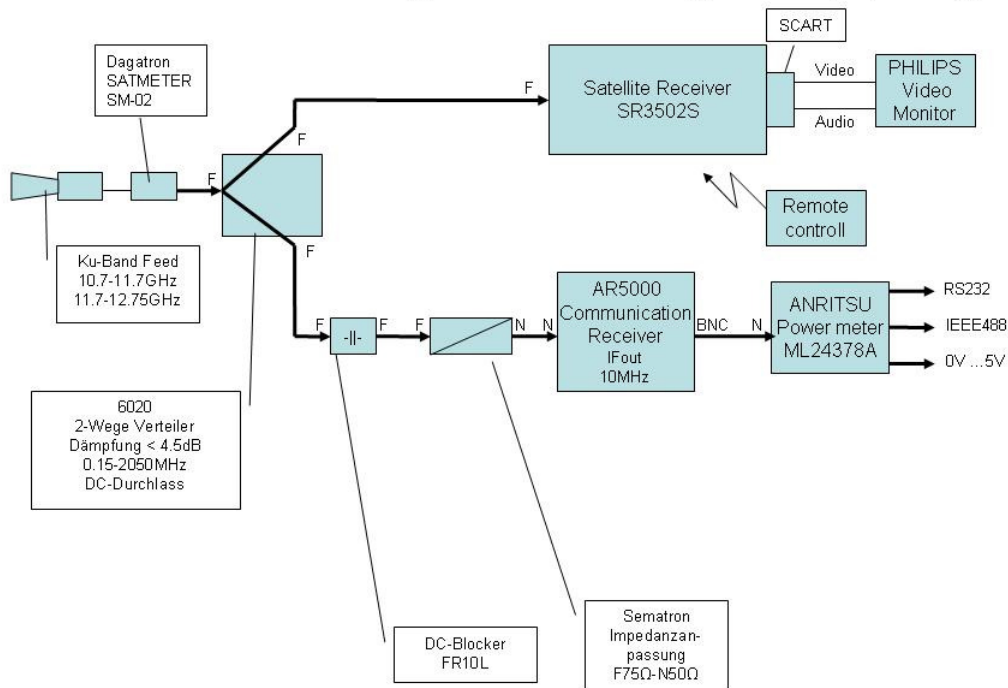 SCART
Dagatron
SATMETER
SM-02
Satellite Receiver
SR3502S
Video
Audio
PHILIPS
Video
Monitor
F
F
F
F
Remote
controll
Ku-Band Feed
10.7-11.7GHz
11.7-12.75GHz
AR5000
Communication
Receiver
IFout
10MHz
ANRITSU
Power meter
ML24378A
RS232
IEEE488
0V ...5V
F
-||-
F
F
N
N
BNC
N
6020
2-Wege Verteiler
Dämpfung < 4.5dB
0.15-2050MHz
DC-Durchlass
DC-Blocker
FR10L
Sematron
Impedanzan-
passung
F75Ω-N50Ω